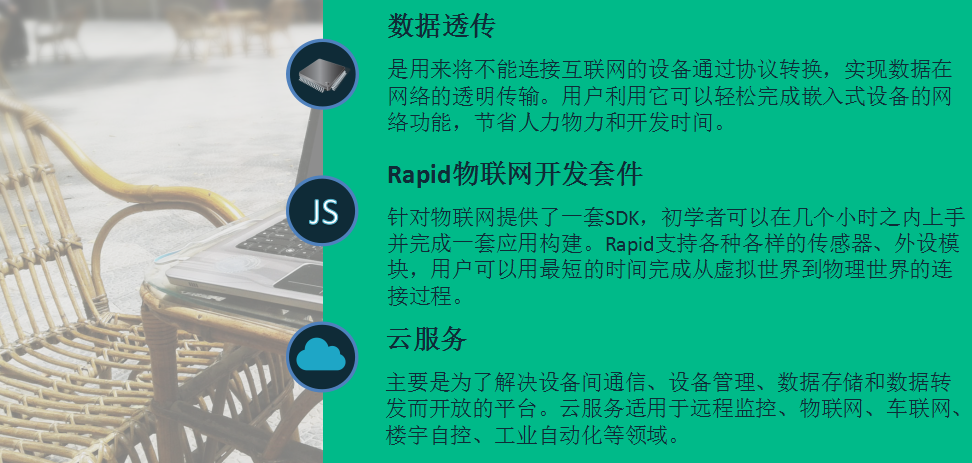 数据透传
是用来将不能连接互联网的设备通过协议转换，实现数据在
网络的透明传输。用户利用它可以轻松完成嵌入式设备的网
络功能，节省人力物力和开发时间。
Rapid物联网开发套件
JS
针对物联网提供了一套SDK，初学者可以在几个小时之内上手
并完成一套应用构建。Rapid支持各种各样的传感器、外设模
块，用户可以用最短的时间完成从虚拟世界到物理世界的连
接过程。
云服务
主要是为了解决设备间通信、设备管理、数据存储和数据转
发而开放的平台。云服务适用于远程监控、物联网、车联网、
楼宇自控、工业自动化等领域。